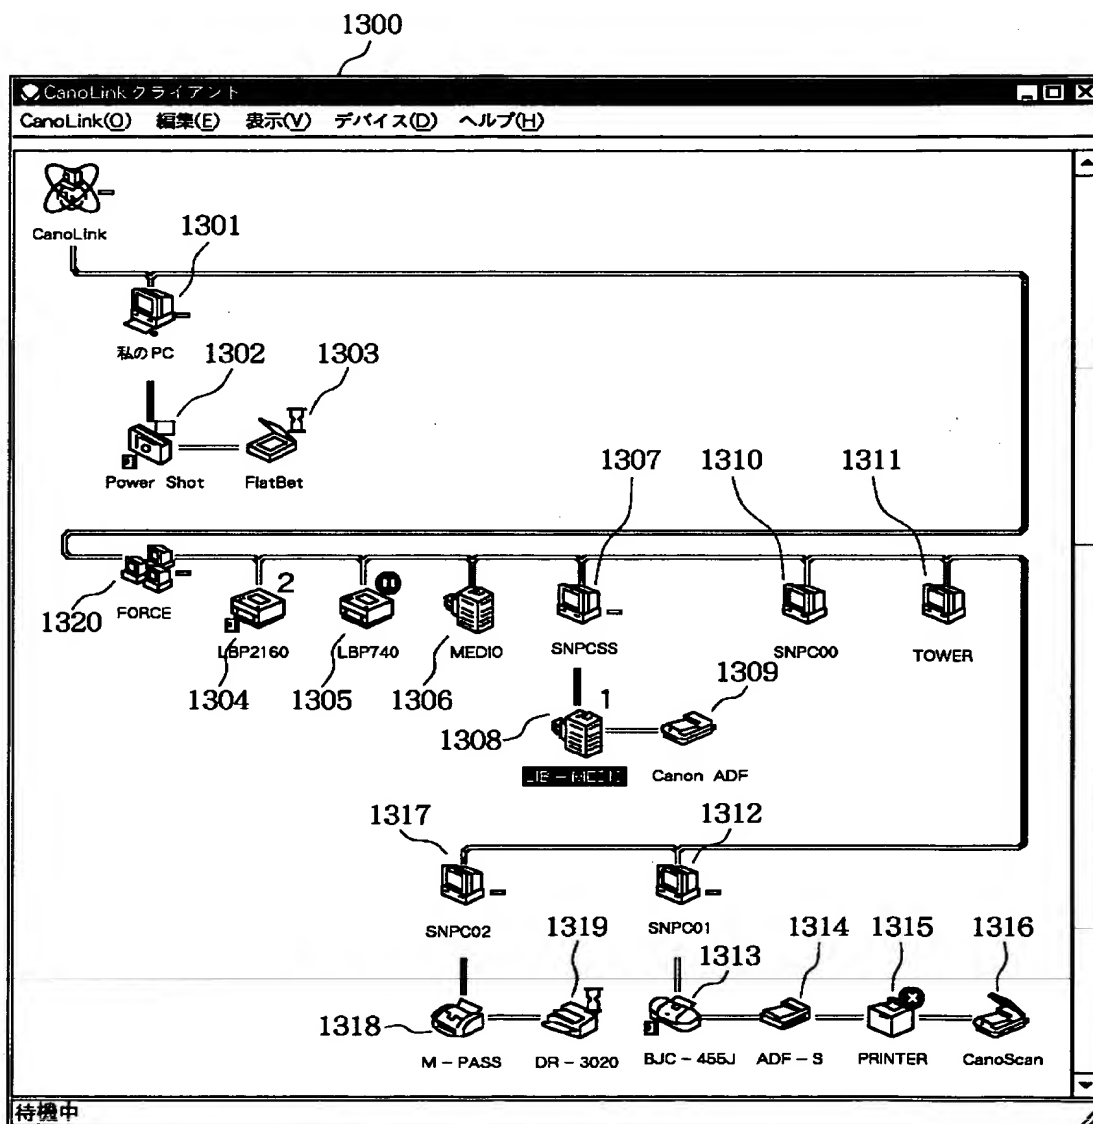 1300
CanoLink クライアント
CanoLink(O) 編集(E) 表示(V) デバイス(D) ヘルプ(H)
CanoLink
1301
私のPC
1302 1303
Power Shot FlatBet
1307 1310 1311
2
1320 FORCE LBP2160 LBP740 MEDIO SNPCSS SNPC00 TOWER
1304 1305 1306
1 1309
1308
LIB-MEDIO Canon ADF
1317 1312
SNPC02 SNPC01
1319 1313 1314 1315 1316
1318
M-PASS DR-3020 BJC-455J ADF-S PRINTER CanoScan
待機中